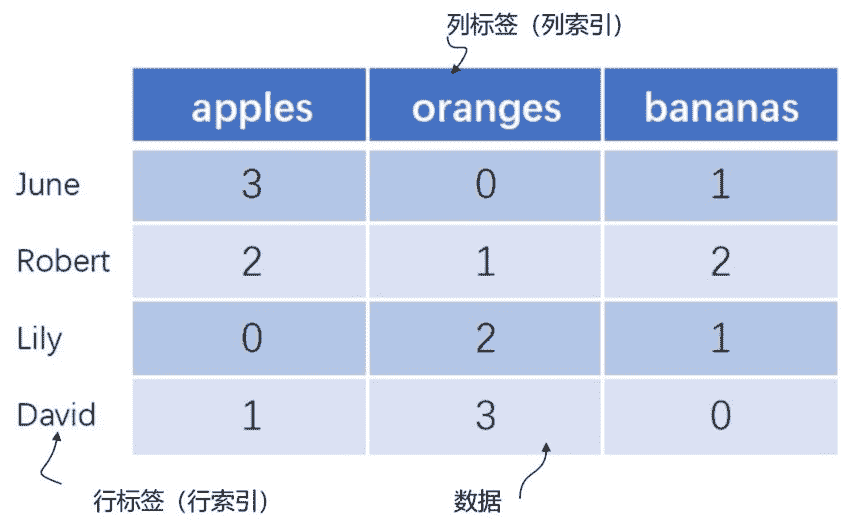 列标签（列索引）
apples oranges bananas
June 3 0 1
Robert 2 1 2
Lily 0 2 1
David 1 3 0
行标签（行索引） 数据